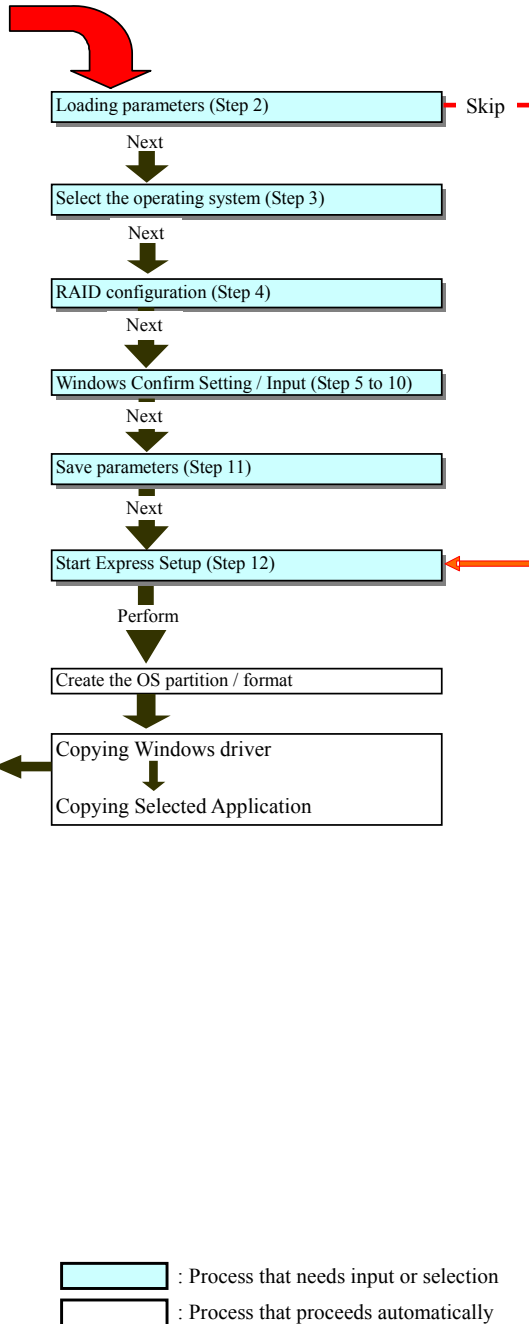 Loading parameters (Step 2)
Skip
Next
Select the operating system (Step 3)
Next
RAID configuration (Step 4)
Next
Windows Confirm Setting / Input (Step 5 to 10)
Next
Save parameters (Step 11)
Next
Start Express Setup (Step 12)
Perform
Create the OS partition / format
Copying Windows driver
Copying Selected Application
: Process that needs input or selection
: Process that proceeds automatically